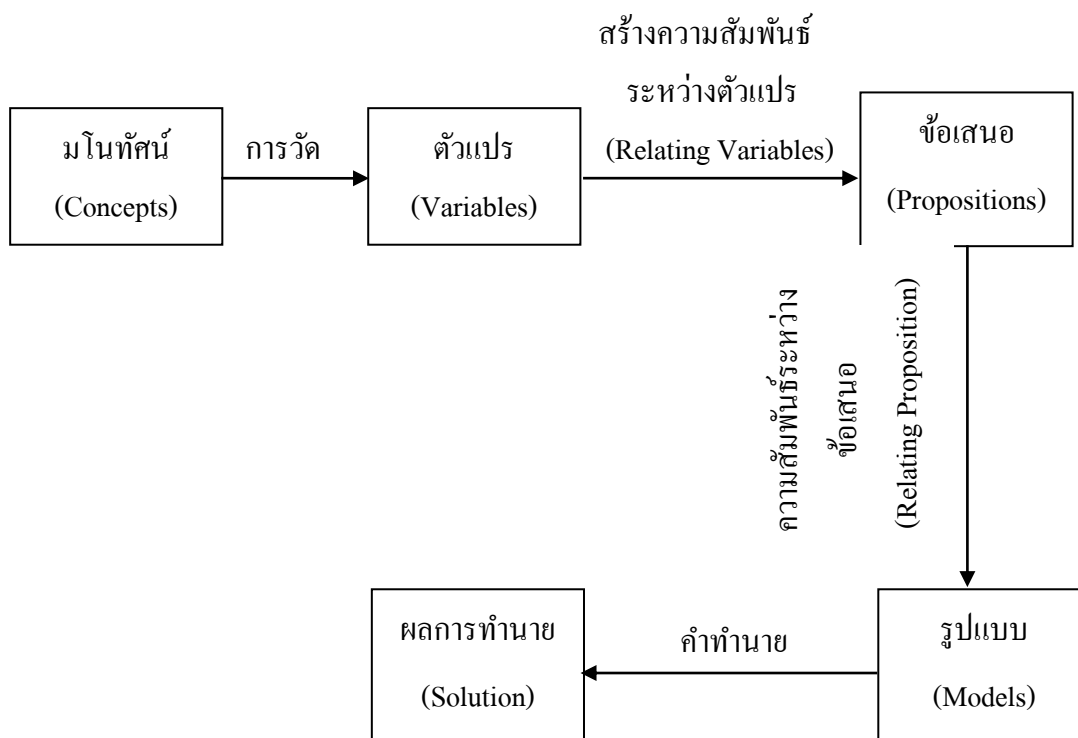 มโนทัศน์
(Concepts)
การวัด
ตัวแปร
(Variables)
สร้างความสัมพันธ์
ระหว่างตัวแปร
(Relating Variables)
ข้อเสนอ
(Propositions)
ความสัมพันธ์ระหว่าง
ข้อเสนอ
(Relating Proposition)
รูปแบบ
(Models)
คำทำนาย
ผลการทำนาย
(Solution)